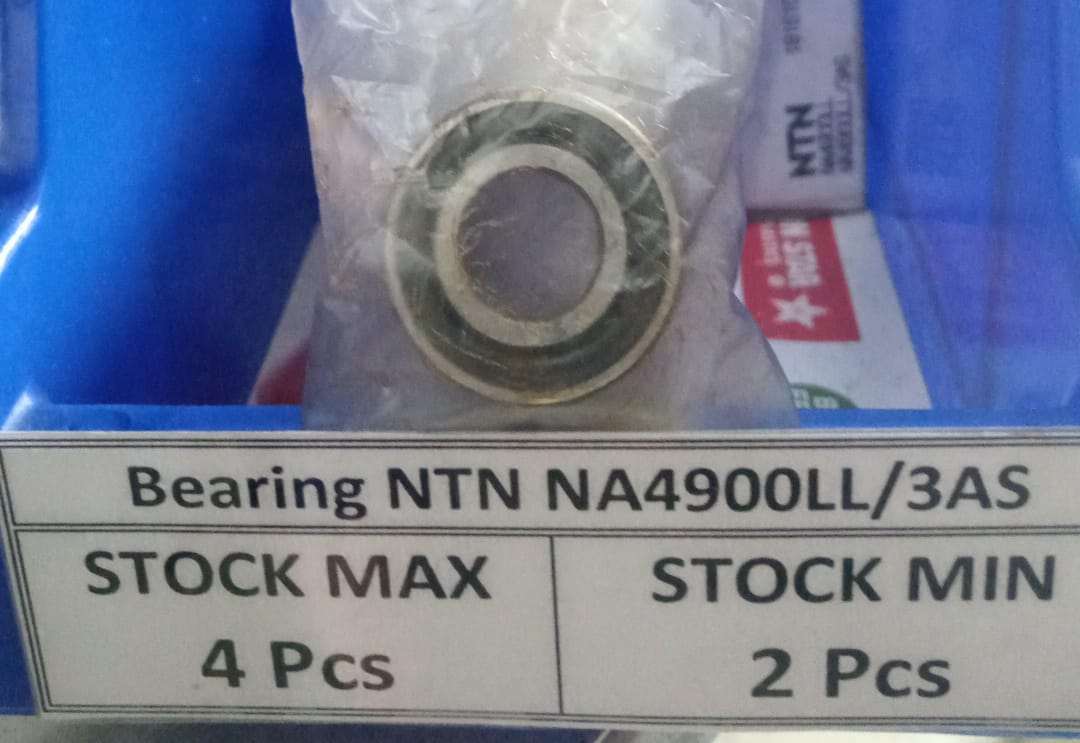 NTN
Bearing NTN NA4900LL/3AS
STOCK MAX
STOCK MIN
4 Pcs
2 Pcs